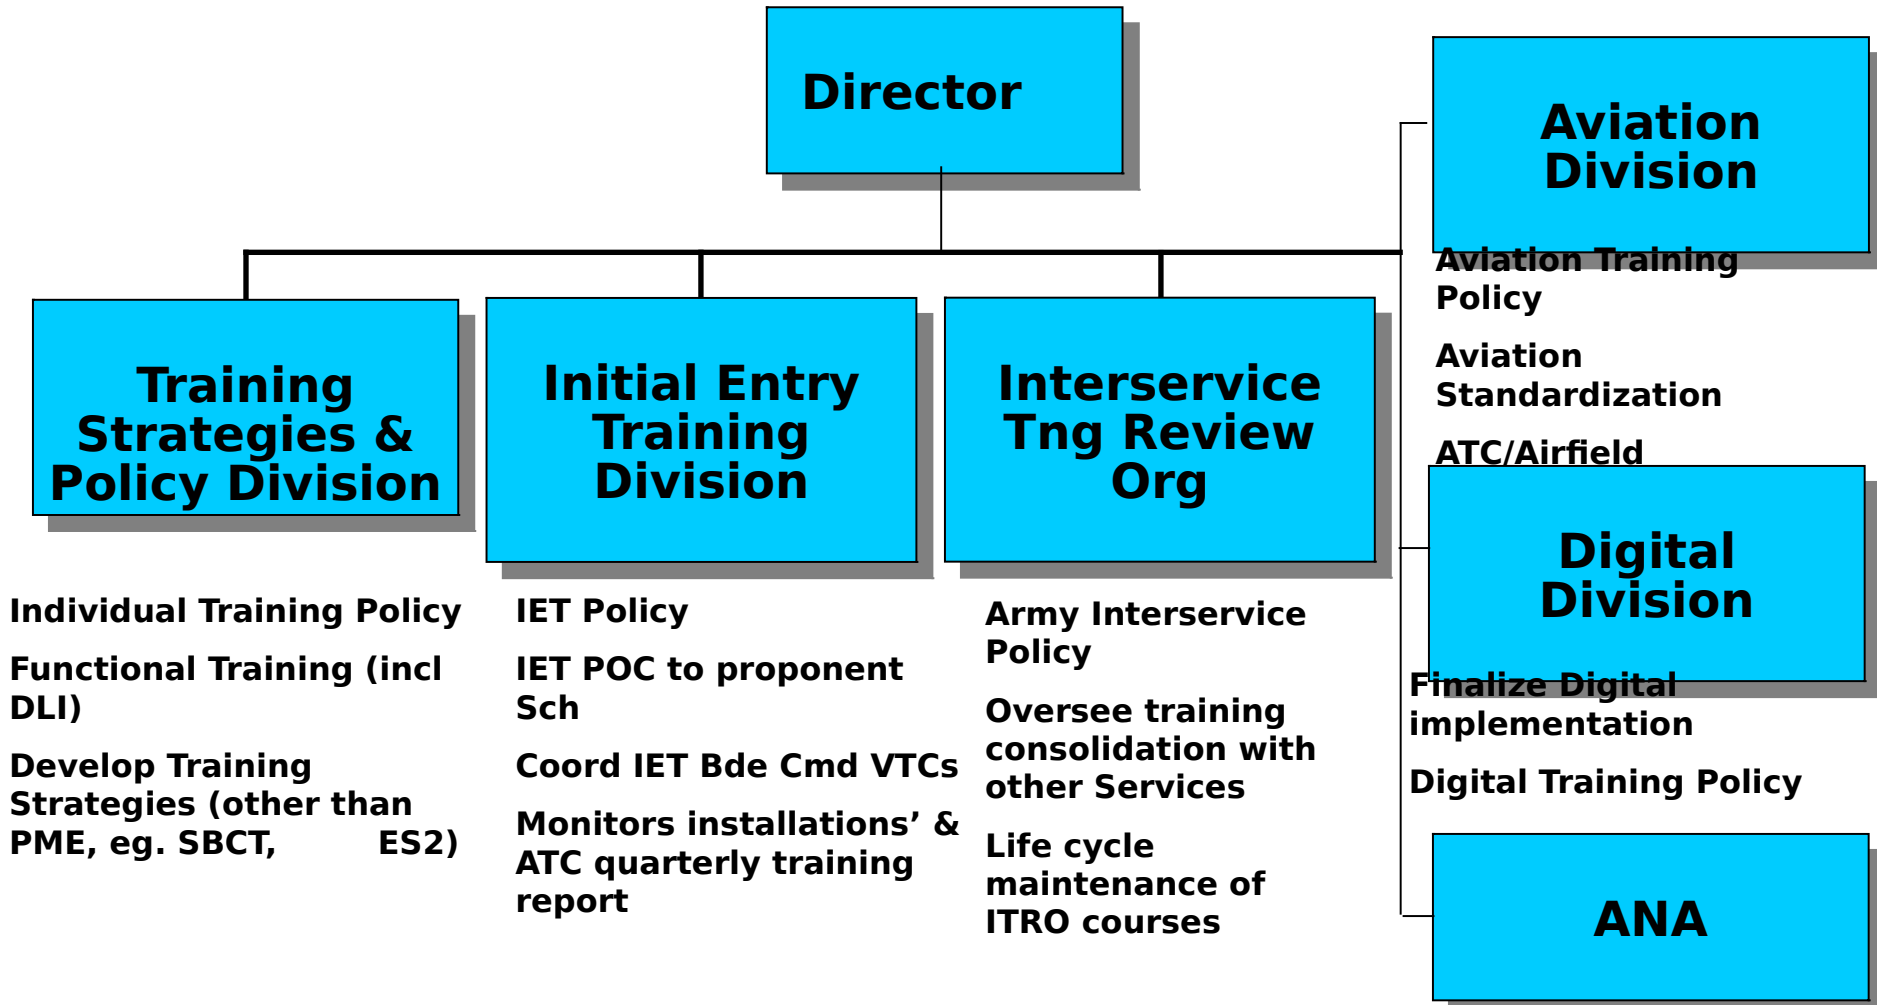 Director
Aviation
Division
Aviation Training
Policy
Aviation
Standardization
ATC/Airfield
Training
Strategies &
Policy Division
Initial Entry
Training
Division
Interservice
Tng Review
Org
Digital
Division
Individual Training Policy
Functional Training (incl
DLI)
Develop Training
Strategies (other than
PME, eg. SBCT, ES2)
IET Policy
IET POC to proponent
Sch
Coord IET Bde Cmd VTCs
Monitors installations’ &
ATC quarterly training
report
Army Interservice
Policy
Oversee training
consolidation with
other Services
Life cycle
maintenance of
ITRO courses
Finalize Digital
implementation
Digital Training Policy
ANA